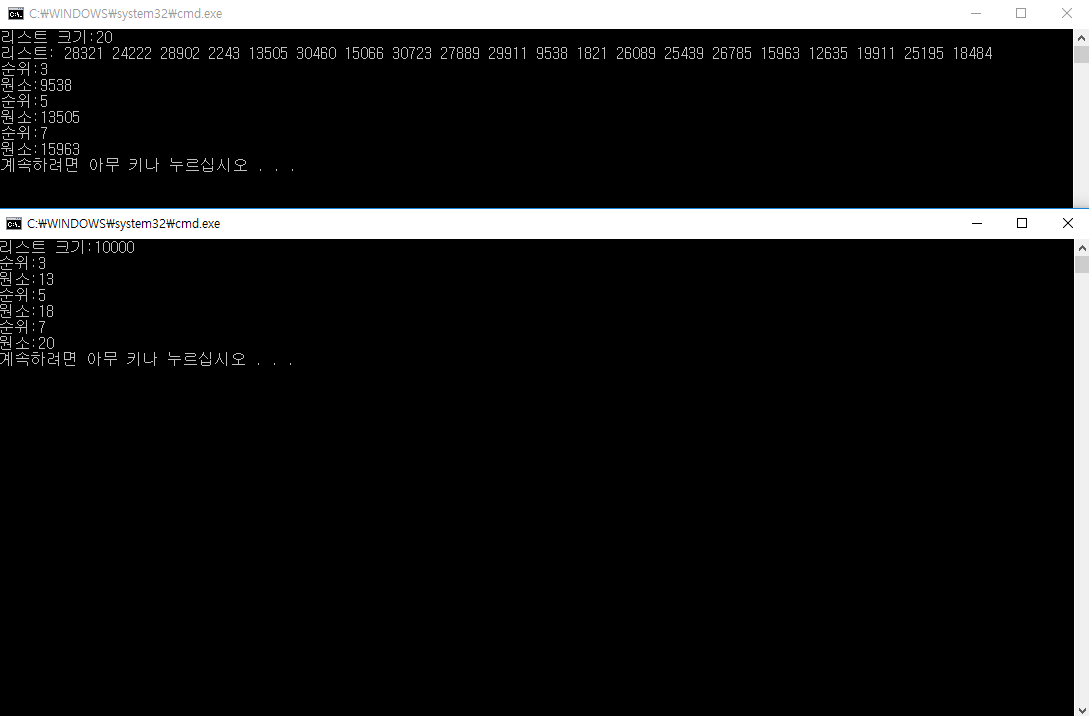 C:₩WINDOWS₩system32₩cmd.exe
리스트 크기:20
리스트: 28321 24222 28902 2243 13505 30460 15066 30723 27889 29911 9538 1821 26089 25439 26785 15963 12635 19911 25195 18484
순위:3
원소:9538
순위:5
원소:13505
순위:7
원소:15963
계속하려면 아무 키나 누르십시오 . . .
C:₩WINDOWS₩system32₩cmd.exe
리스트 크기:10000
순위:3
원소:13
순위:5
원소:18
순위:7
원소:20
계속하려면 아무 키나 누르십시오 . . .